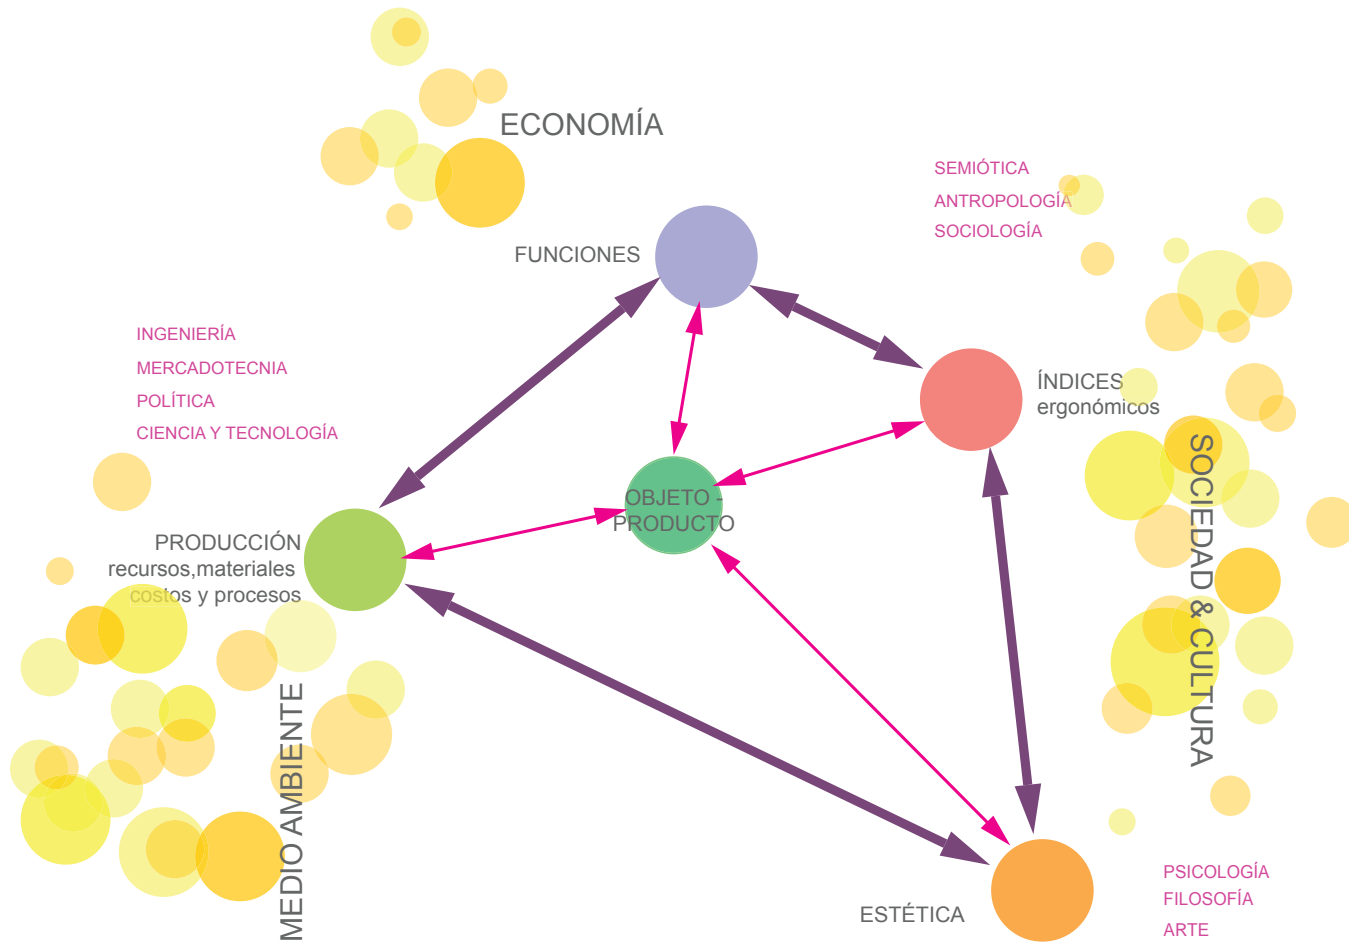 ECONOMÍA
SEMIÓTICA
ANTROPOLOGÍA
SOCIOLOGÍA
FUNCIONES
INGENIERÍA
MERCADOTECNIA
POLÍTICA
CIENCIA Y TECNOLOGÍA
ÍNDICES
ergonómicos
OBJETO -
PRODUCTO
PRODUCCIÓN
recursos,materiales
costos y procesos
SOCIEDAD & CULTURA
MEDIO AMBIENTE
ESTÉTICA
PSICOLOGÍA
FILOSOFÍA
ARTE